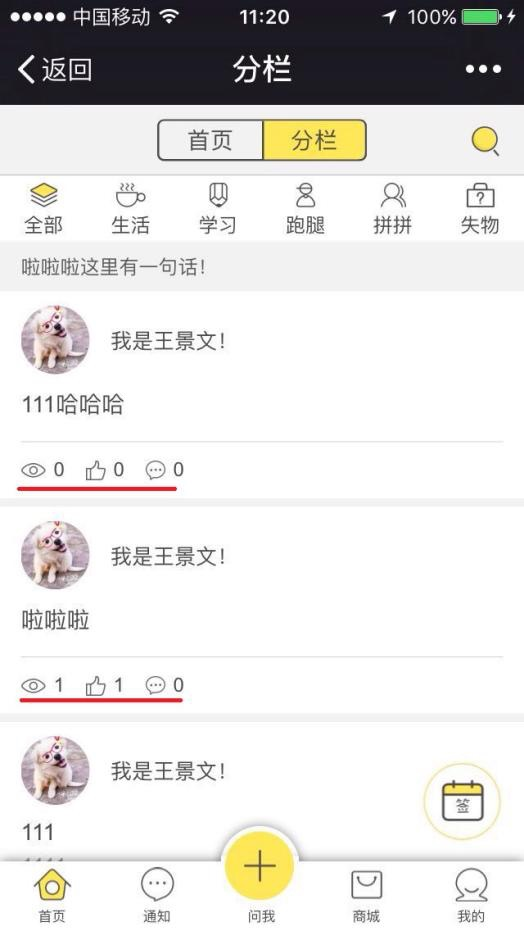 中国移动 11:20 100%
返回 分栏
首页 分栏
全部 生活 学习 跑腿 拼拼 失物
啦啦啦这里有一句话！
我是王景文！
111哈哈哈
0 0 0
我是王景文！
啦啦啦
1 1 0
我是王景文！
签
111
首页 通知 问我 商城 我的